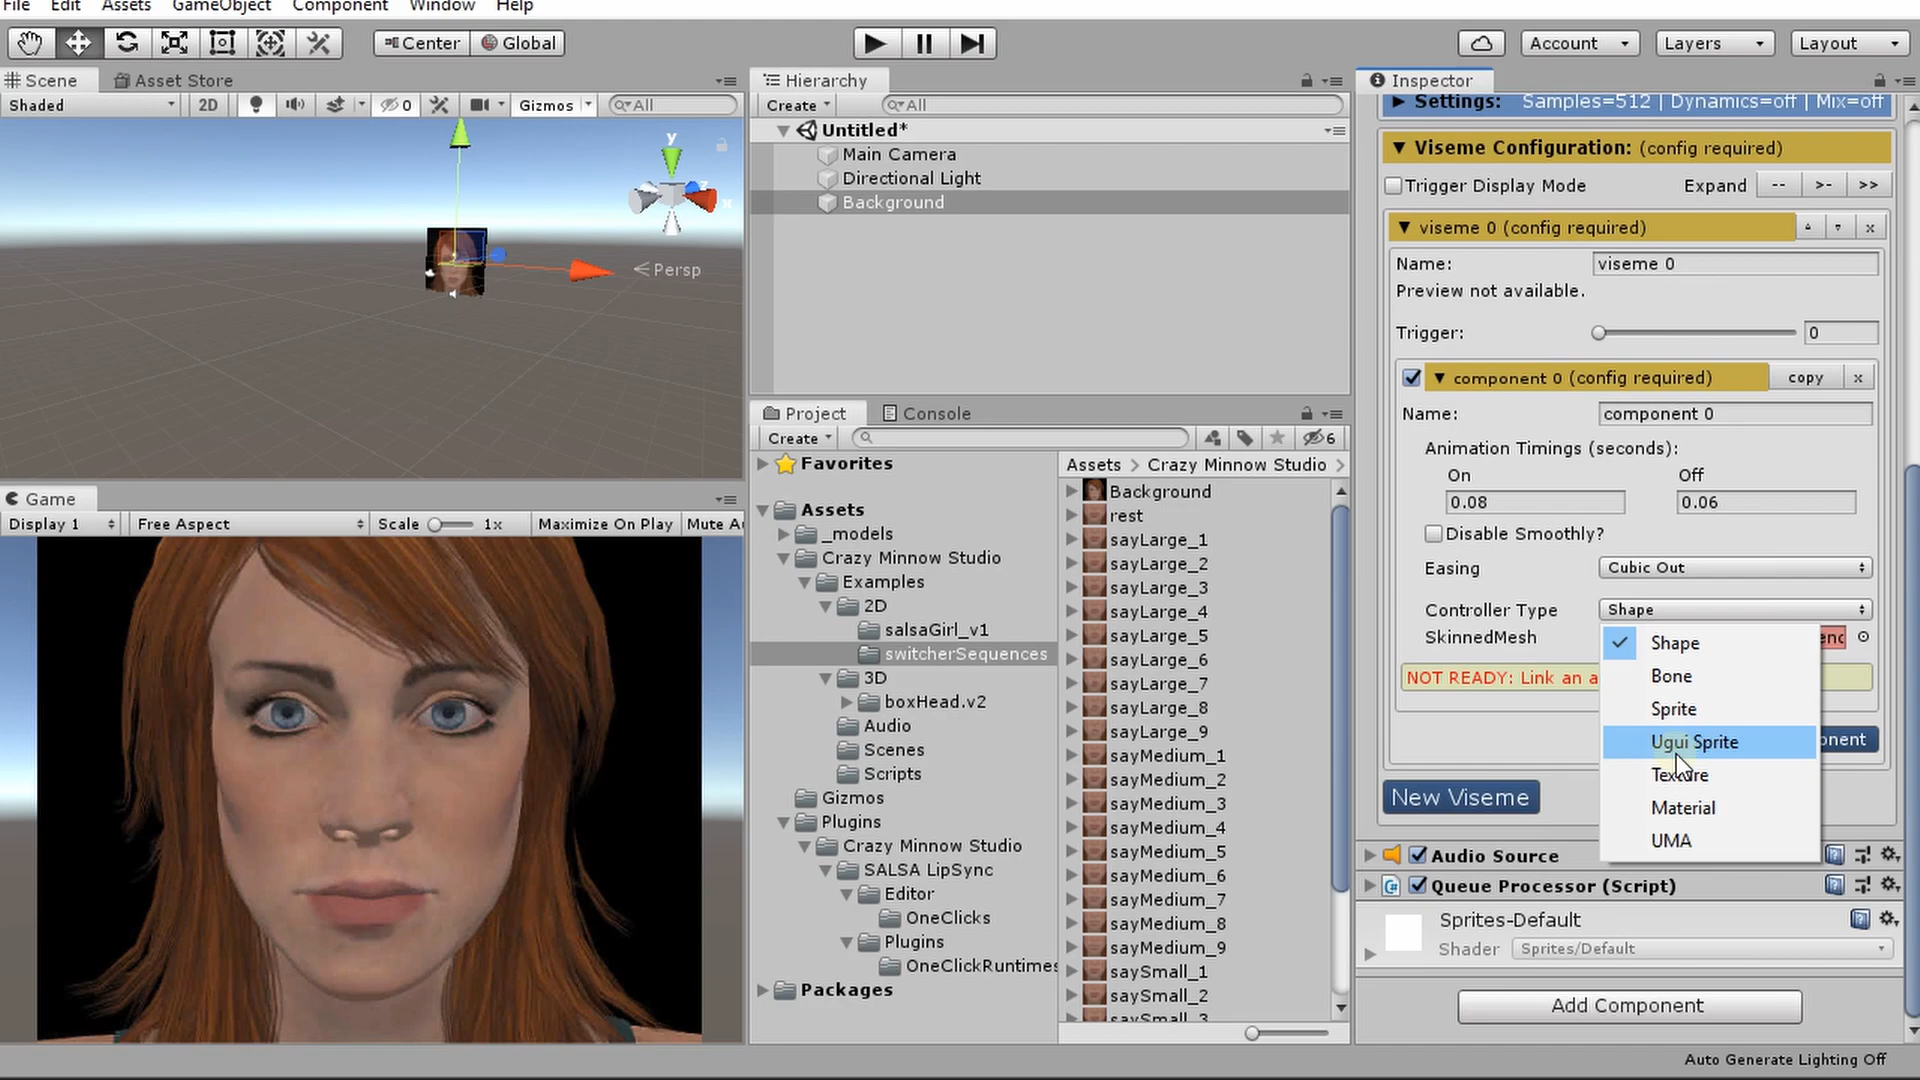 File Edit Assets GameObject Component Window Help
Center Global Account Layers Layout
Scene Asset Store
Shaded 2D 0 Gizmos All
y
x
Persp
Game
Display 1 Free Aspect Scale 1x Maximize On Play Mute Au
Hierarchy
Create All
Untitled*
Main Camera
Directional Light
Background
Project Console
Create 6
Favorites
Assets
_models
Crazy Minnow Studio
Examples
2D
salsaGirl_v1
switcherSequences
3D
boxHead.v2
Audio
Scenes
Scripts
Gizmos
Plugins
Crazy Minnow Studio
SALSA LipSync
Editor
OneClicks
Plugins
OneClickRuntimes
Packages
Assets > Crazy Minnow Studio >
Background
rest
sayLarge_1
sayLarge_2
sayLarge_3
sayLarge_4
sayLarge_5
sayLarge_6
sayLarge_7
sayLarge_8
sayLarge_9
sayMedium_1
sayMedium_2
sayMedium_3
sayMedium_4
sayMedium_5
sayMedium_6
sayMedium_7
sayMedium_8
sayMedium_9
saySmall_1
saySmall_2
saySmall_3
Inspector
Settings: Samples=512 | Dynamics=off | Mix=off
Viseme Configuration: (config required)
Trigger Display Mode Expand -- >- >>
viseme 0 (config required) x
Name: viseme 0
Preview not available.
Trigger: 0
component 0 (config required) copy x
Name: component 0
Animation Timings (seconds):
On Off
0.08 0.06
Disable Smoothly?
Easing Cubic Out
Controller Type Shape
SkinnedMesh enc
NOT READY: Link an a
Shape
Bone
Sprite
Ugui Sprite
Texture
Material
UMA
onent
New Viseme
Audio Source
Queue Processor (Script)
Sprites-Default
Shader Sprites/Default
Add Component
Auto Generate Lighting Off